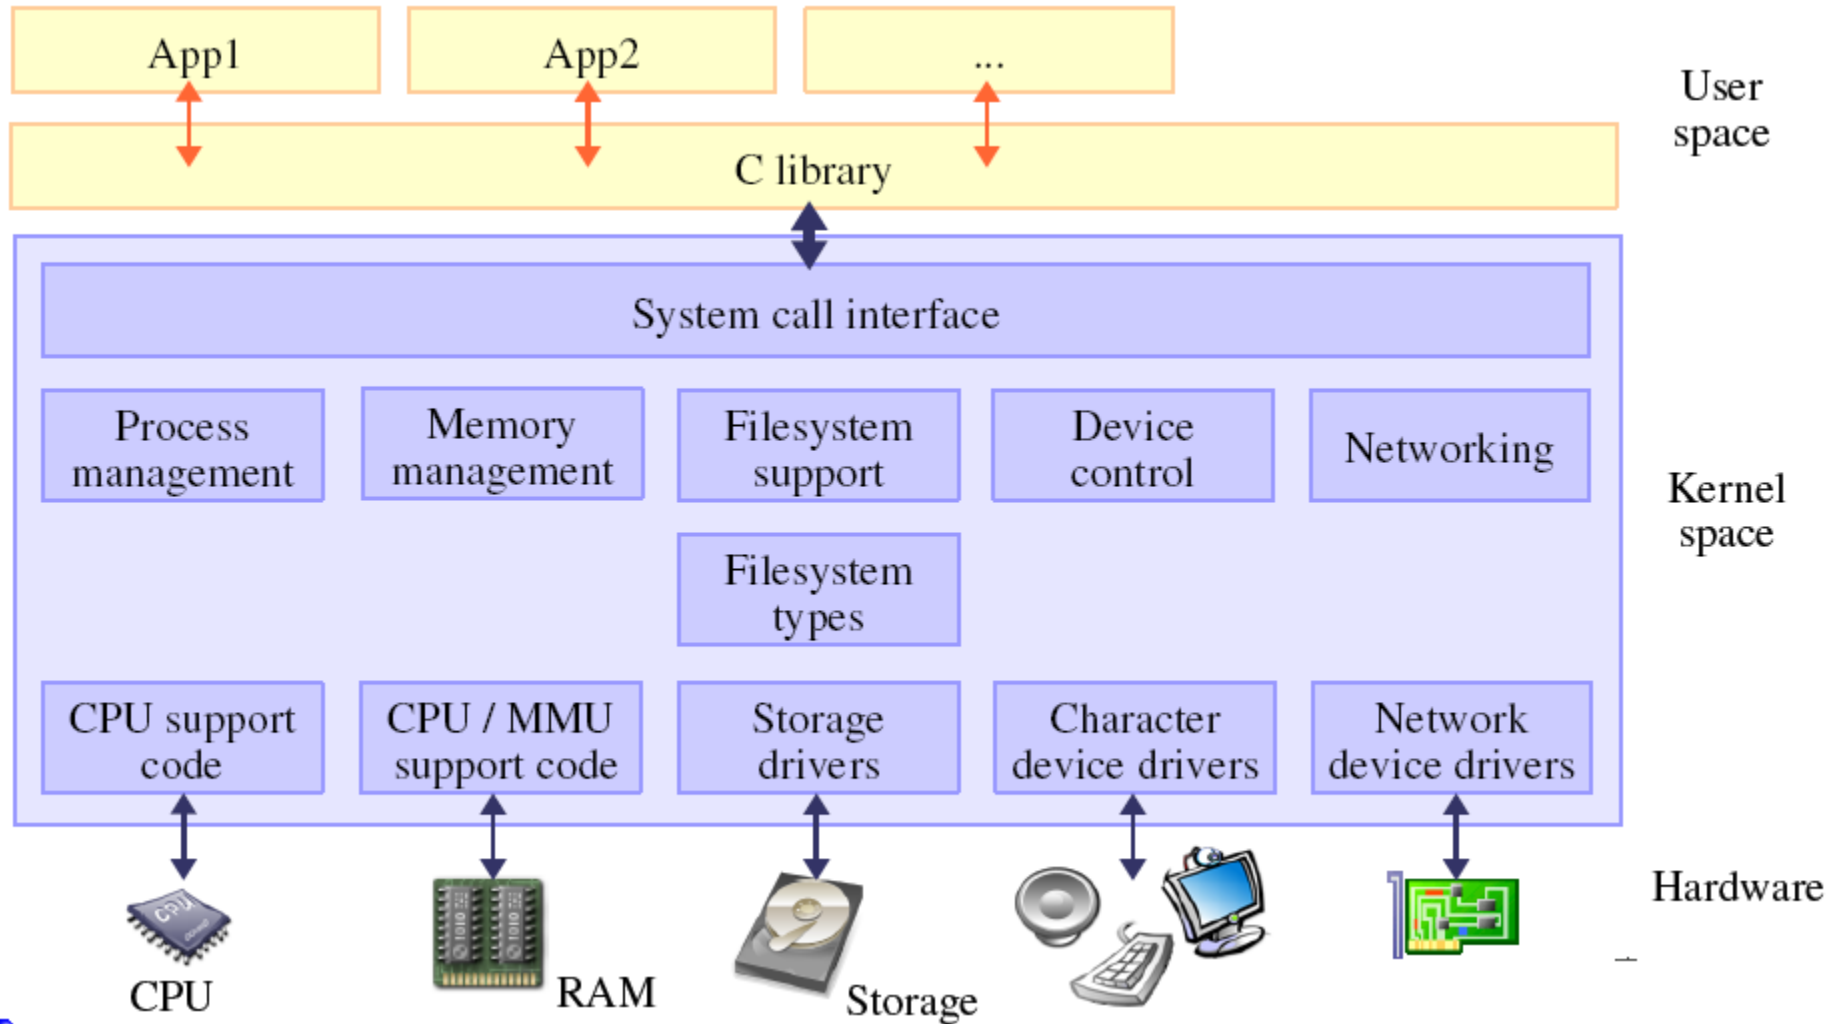 App1
App2
...
User
space
C library
System call interface
Process
management
Memory
management
Filesystem
support
Device
control
Networking
Kernel
space
Filesystem
types
CPU support
code
CPU / MMU
support code
Storage
drivers
Character
device drivers
Network
device drivers
Hardware
CPU
CPU
RAM
Storage